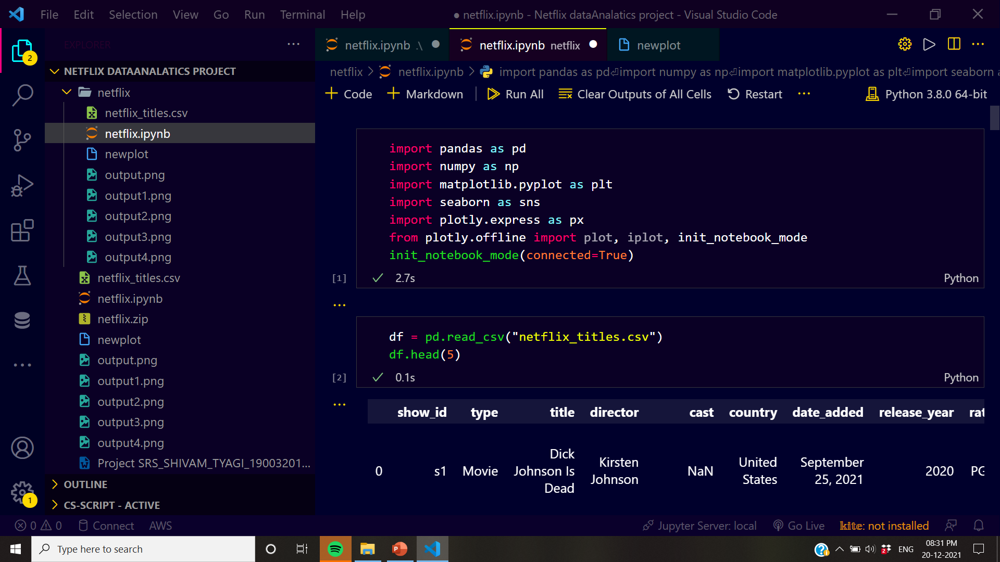 File Edit Selection View Go Run Terminal Help ● netflix.ipynb - Netflix dataAnalatics project - Visual Studio Code
EXPLORER ...
netflix.ipynb .\ netflix.ipynb netflix newplot
2
NETFLIX DATAANALATICS PROJECT
netflix > netflix.ipynb > import pandas as pd⏎import numpy as np⏎import matplotlib.pyplot as plt⏎import seaborn a
+ Code + Markdown Run All Clear Outputs of All Cells Restart ... Python 3.8.0 64-bit
netflix
netflix_titles.csv
netflix.ipynb
newplot
output.png
output1.png
output2.png
output3.png
output4.png
netflix_titles.csv
netflix.ipynb
netflix.zip
newplot
output.png
output1.png
output2.png
output3.png
output4.png
Project SRS_SHIVAM_TYAGI_19003201...
OUTLINE
CS-SCRIPT - ACTIVE
1
import pandas as pd
import numpy as np
import matplotlib.pyplot as plt
import seaborn as sns
import plotly.express as px
from plotly.offline import plot, iplot, init_notebook_mode
init_notebook_mode(connected=True)
[1] ✓ 2.7s Python
...
df = pd.read_csv("netflix_titles.csv")
df.head(5)
[2] ✓ 0.1s Python
...
show_id type title director cast country date_added release_year rat
0 s1 Movie Dick Johnson Is Dead Kirsten Johnson NaN United States September 25, 2021 2020 PG
0 0 Connect AWS Jupyter Server: local Go Live kite: not installed
Type here to search
2 ENG 08:31 PM
20-12-2021